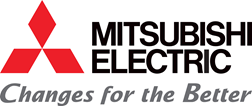 MITSUBISHI
ELECTRIC
Changes for the Better